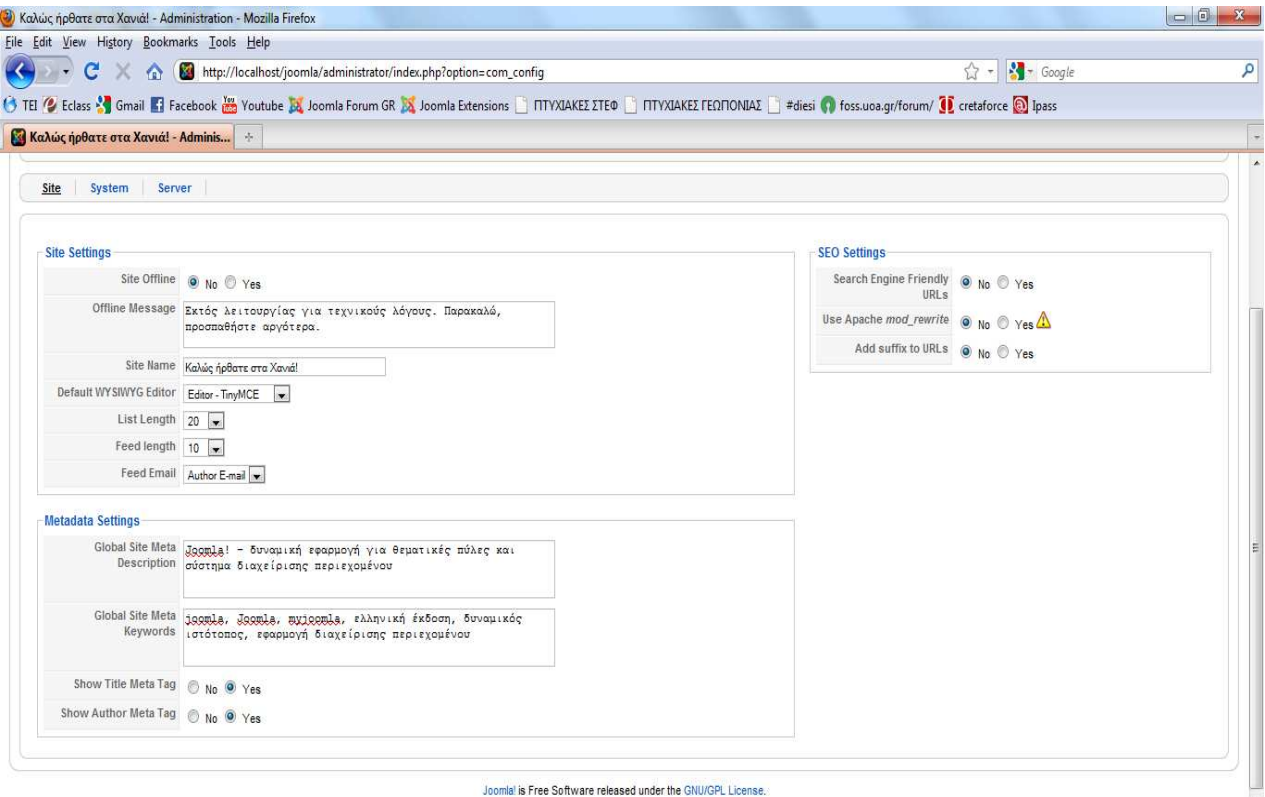 Καλώς ήρθατε στα Χανιά! - Administration - Mozilla Firefox
File Edit View History Bookmarks Tools Help
http://localhost/joomla/administrator/index.php?option=com_config
Google
TEI Eclass Gmail Facebook Youtube Joomla Forum GR Joomla Extensions ΠΤΥΧΙΑΚΕΣ ΣΤΕΦ ΠΤΥΧΙΑΚΕΣ ΓΕΩΠΟΝΙΑΣ #diesi foss.uoa.gr/forum/ cretaforce Ipass
Καλώς ήρθατε στα Χανιά! - Adminis...
Site System Server
Site Settings
Site Offline No Yes
Offline Message Εκτός λειτουργίας για τεχνικούς λόγους. Παρακαλώ,
προσπαθήστε αργότερα.
Site Name Καλώς ήρθατε στα Χανιά!
Default WYSIWYG Editor Editor - TinyMCE
List Length 20
Feed length 10
Feed Email Author E-mail
SEO Settings
Search Engine Friendly
URLs No Yes
Use Apache mod_rewrite No Yes
Add suffix to URLs No Yes
Metadata Settings
Global Site Meta
Description
Joomla! - δυναμική εφαρμογή για θεματικές πύλες και
σύστημα διαχείρισης περιεχομένου
Global Site Meta
Keywords
joomla, Joomla, myjoomla, ελληνική έκδοση, δυναμικός
ιστότοπος, εφαρμογή διαχείρισης περιεχομένου
Show Title Meta Tag No Yes
Show Author Meta Tag No Yes
Joomla! is Free Software released under the GNU/GPL License.